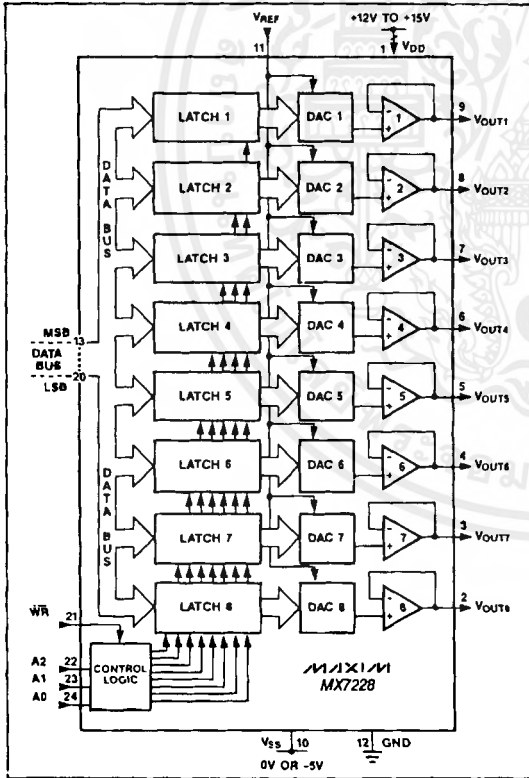 VREF
+12V TO +15V
11
1
VDD
LATCH 1
DAC 1
1
9
VOUT1
LATCH 2
DAC 2
2
8
VOUT2
DATA BUS
LATCH 3
DAC 3
3
7
VOUT3
LATCH 4
DAC 4
4
6
VOUT4
MSB
13
DATA
BUS
20
LSB
LATCH 5
DAC 5
5
5
VOUT5
LATCH 6
DAC 6
6
4
VOUT6
DATA BUS
LATCH 7
DAC 7
7
3
VOUT7
LATCH 8
DAC 8
8
2
VOUT8
WR
21
A2
22
A1
23
A0
24
CONTROL
LOGIC
MAXIM
MX7228
VSS
10
12
GND
0V OR -5V